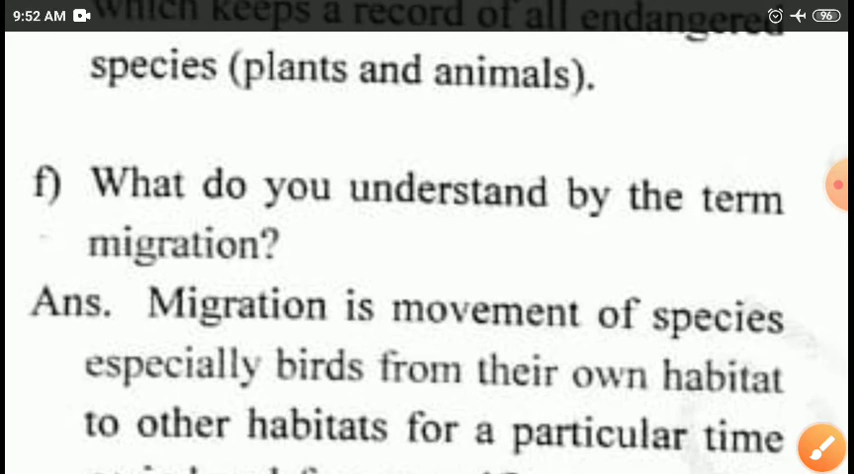 9:52 AM
96
which keeps a record of all endangered
species (plants and animals).
f) What do you understand by the term
migration?
Ans. Migration is movement of species
especially birds from their own habitat
to other habitats for a particular time